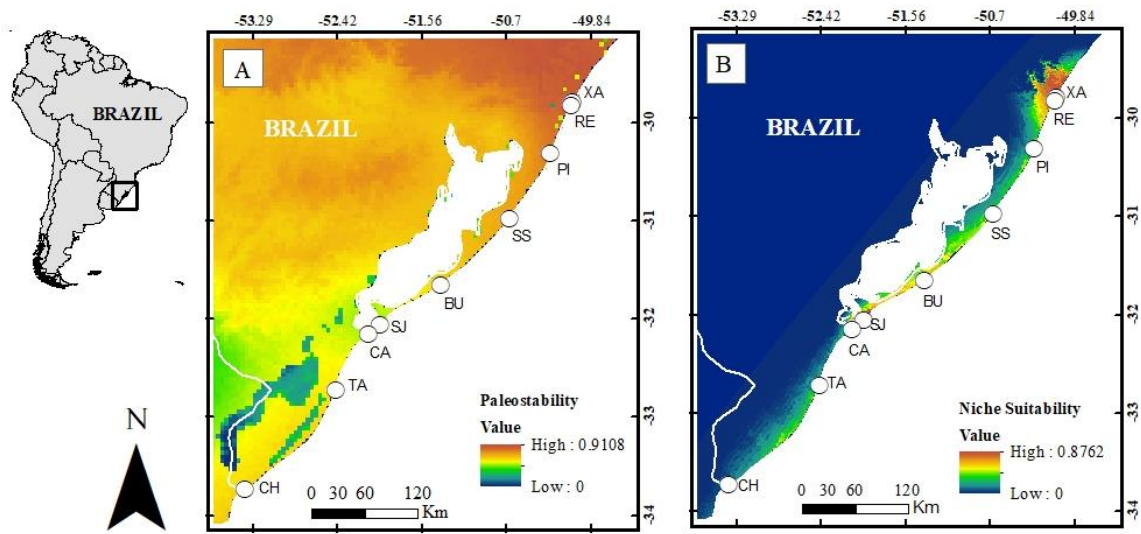 BRAZIL
N
-53.29 -52.42 -51.56 -50.7 -49.84
A
BRAZIL
XA
RE
PI
SS
BU
SJ
CA
TA
CH
Paleostability
Value
High : 0.9108
Low : 0
0 30 60 120
Km
-30
-31
-32
-33
-34
-53.29 -52.42 -51.56 -50.7 -49.84
B
BRAZIL
XA
RE
PI
SS
BU
SJ
CA
TA
CH
Niche Suitability
Value
High : 0.8762
Low : 0
0 30 60 120
Km
-30
-31
-32
-33
-34